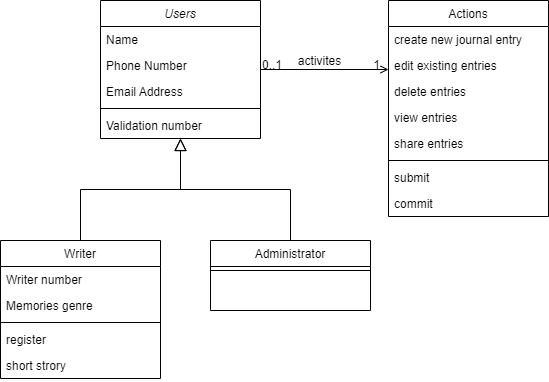 Users
Name
Phone Number
Email Address
Validation number
0..1
activites
1
Actions
create new journal entry
edit existing entries
delete entries
view entries
share entries
submit
commit
Writer
Writer number
Memories genre
register
short strory
Administrator